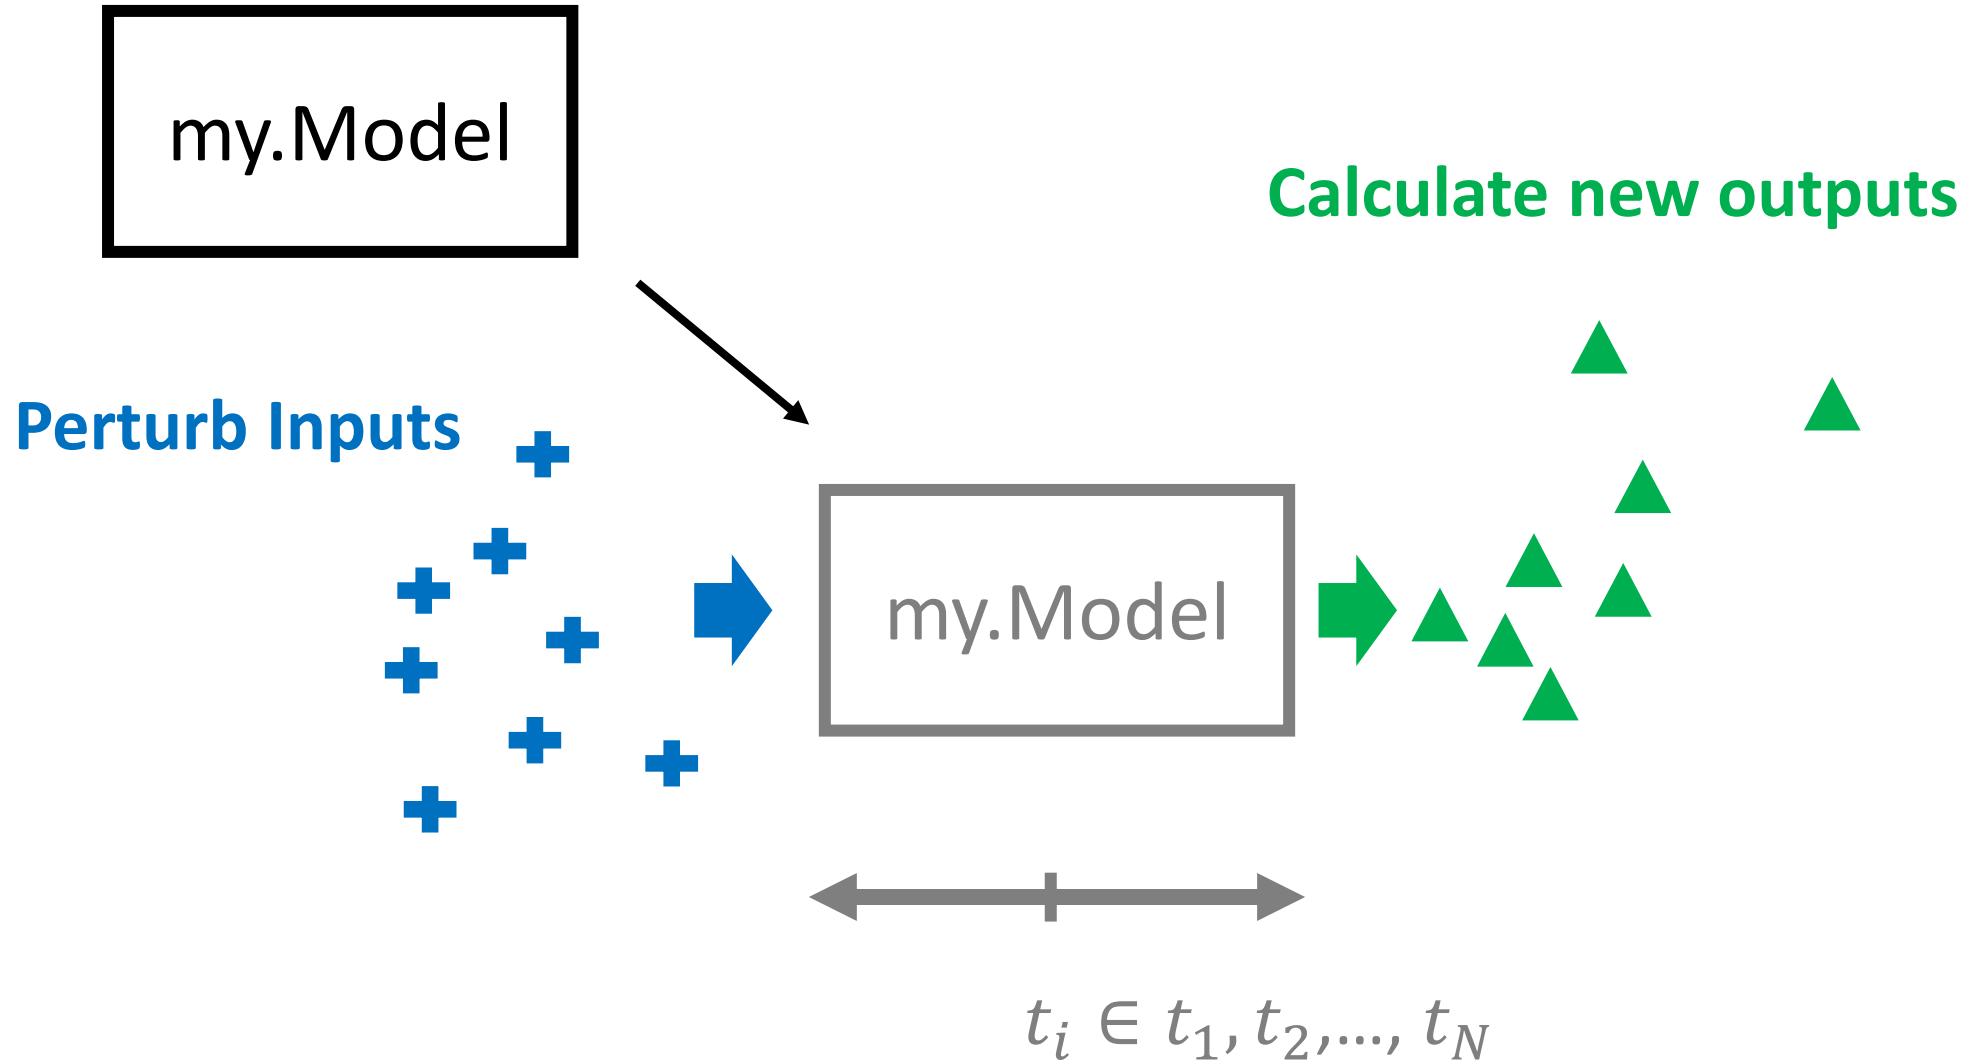 my.Model
Calculate new outputs
Perturb Inputs
my.Model
tᵢ ∈ t₁, t₂,..., t_N